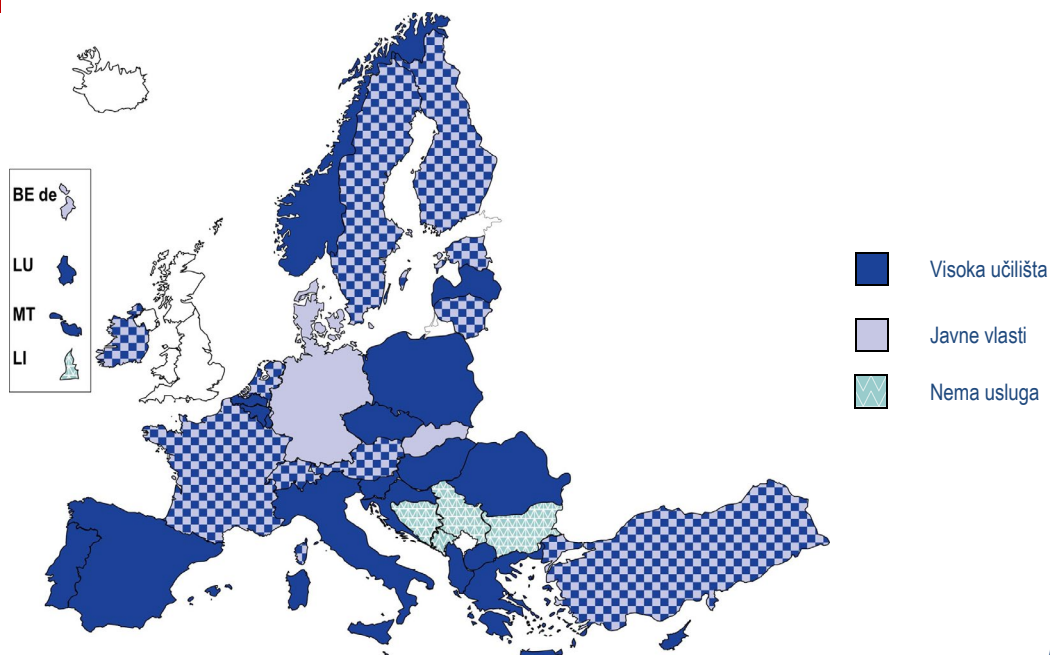 BE de
LU
MT
LI
Visoka učilišta
Javne vlasti
Nema usluga